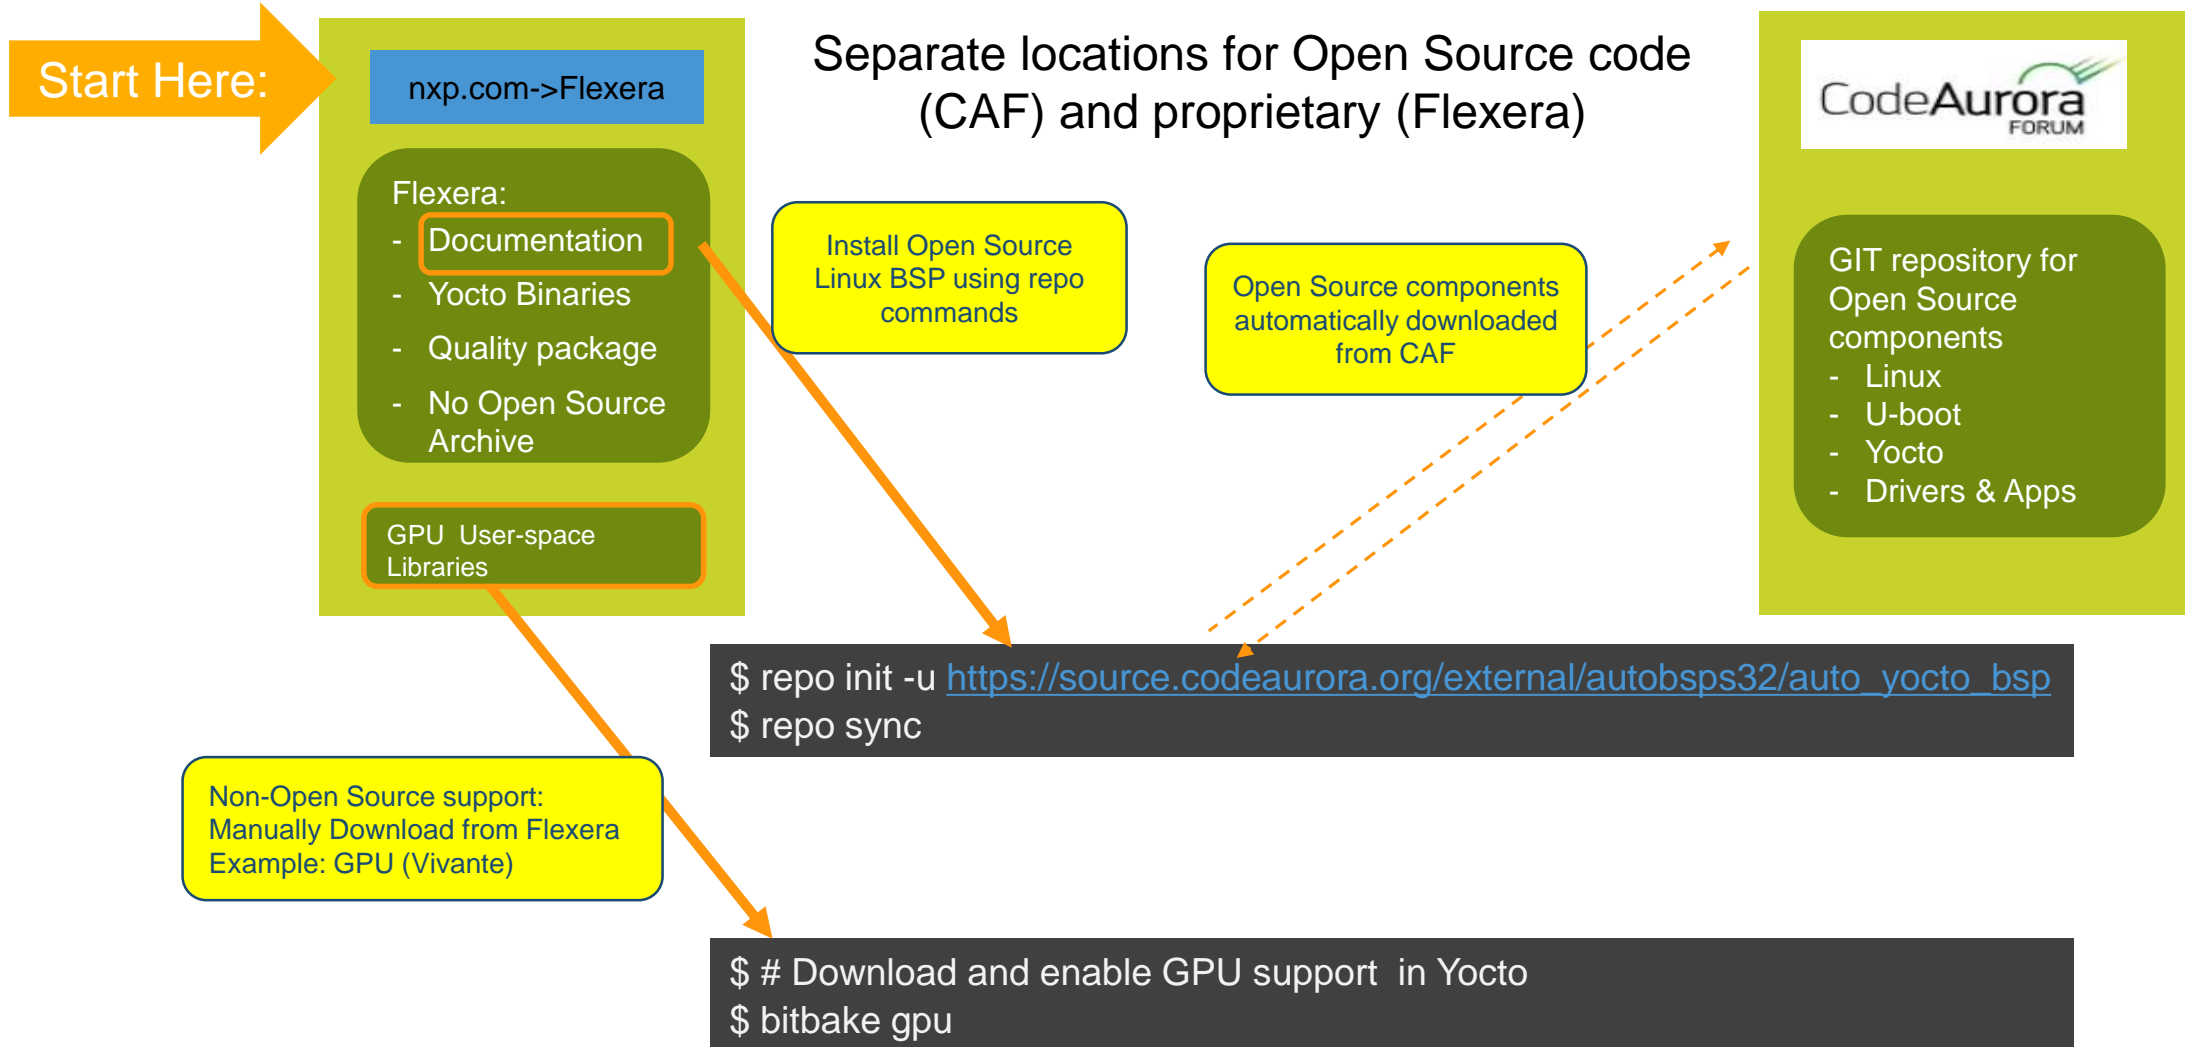 Start Here:
nxp.com->Flexera
Flexera:
- Documentation
- Yocto Binaries
- Quality package
- No Open Source
Archive
GPU User-space
Libraries
Separate locations for Open Source code
(CAF) and proprietary (Flexera)
Install Open Source
Linux BSP using repo
commands
Open Source components
automatically downloaded
from CAF
CodeAurora
FORUM
GIT repository for
Open Source
components
- Linux
- U-boot
- Yocto
- Drivers & Apps
$ repo init -u https://source.codeaurora.org/external/autobsps32/auto_yocto_bsp
$ repo sync
Non-Open Source support:
Manually Download from Flexera
Example: GPU (Vivante)
$ # Download and enable GPU support in Yocto
$ bitbake gpu